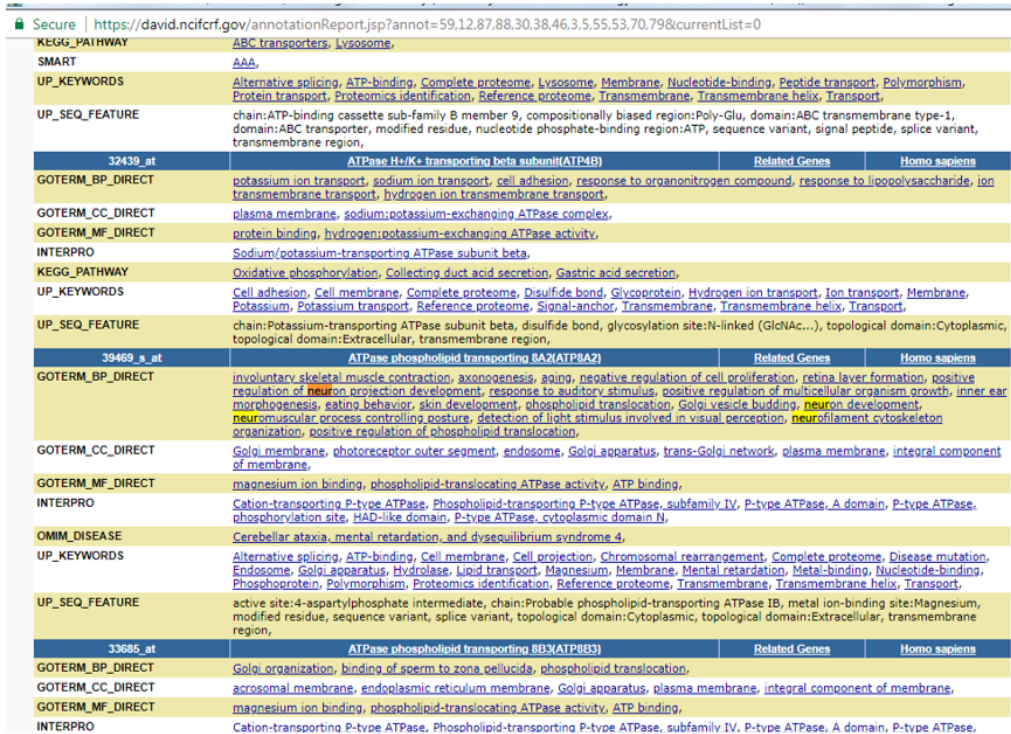 Secure | https://david.ncifcrf.gov/annotationReport.jsp?annot=59,12,87,88,30,38,46,3,5,55,53,70,79&currentList=0
KEGG_PATHWAY ABC transporters, Lysosome,
SMART AAA,
UP_KEYWORDS Alternative splicing, ATP-binding, Complete proteome, Lysosome, Membrane, Nucleotide-binding, Peptide transport, Polymorphism,
Protein transport, Proteomics identification, Reference proteome, Transmembrane, Transmembrane helix, Transport,
UP_SEQ_FEATURE chain:ATP-binding cassette sub-family B member 9, compositionally biased region:Poly-Glu, domain:ABC transmembrane type-1,
domain:ABC transporter, modified residue, nucleotide phosphate-binding region:ATP, sequence variant, signal peptide, splice variant,
transmembrane region,
32439_at ATPase H+/K+ transporting beta subunit(ATP4B) Related Genes Homo sapiens
GOTERM_BP_DIRECT potassium ion transport, sodium ion transport, cell adhesion, response to organonitrogen compound, response to lipopolysaccharide, ion
transmembrane transport, hydrogen ion transmembrane transport,
GOTERM_CC_DIRECT plasma membrane, sodium:potassium-exchanging ATPase complex,
GOTERM_MF_DIRECT protein binding, hydrogen:potassium-exchanging ATPase activity,
INTERPRO Sodium/potassium-transporting ATPase subunit beta,
KEGG_PATHWAY Oxidative phosphorylation, Collecting duct acid secretion, Gastric acid secretion,
UP_KEYWORDS Cell adhesion, Cell membrane, Complete proteome, Disulfide bond, Glycoprotein, Hydrogen ion transport, Ion transport, Membrane,
Potassium, Potassium transport, Reference proteome, Signal-anchor, Transmembrane, Transmembrane helix, Transport,
UP_SEQ_FEATURE chain:Potassium-transporting ATPase subunit beta, disulfide bond, glycosylation site:N-linked (GlcNAc...), topological domain:Cytoplasmic,
topological domain:Extracellular, transmembrane region,
39469_s_at ATPase phospholipid transporting 8A2(ATP8A2) Related Genes Homo sapiens
GOTERM_BP_DIRECT involuntary skeletal muscle contraction, axonogenesis, aging, negative regulation of cell proliferation, retina layer formation, positive
regulation of neuron projection development, response to auditory stimulus, positive regulation of multicellular organism growth, inner ear
morphogenesis, eating behavior, skin development, phospholipid translocation, Golgi vesicle budding, neuron development,
neuromuscular process controlling posture, detection of light stimulus involved in visual perception, neurofilament cytoskeleton
organization, positive regulation of phospholipid translocation,
GOTERM_CC_DIRECT Golgi membrane, photoreceptor outer segment, endosome, Golgi apparatus, trans-Golgi network, plasma membrane, integral component
of membrane,
GOTERM_MF_DIRECT magnesium ion binding, phospholipid-translocating ATPase activity, ATP binding,
INTERPRO Cation-transporting P-type ATPase, Phospholipid-transporting P-type ATPase, subfamily IV, P-type ATPase, A domain, P-type ATPase,
phosphorylation site, HAD-like domain, P-type ATPase, cytoplasmic domain N,
OMIM_DISEASE Cerebellar ataxia, mental retardation, and dysequilibrium syndrome 4,
UP_KEYWORDS Alternative splicing, ATP-binding, Cell membrane, Cell projection, Chromosomal rearrangement, Complete proteome, Disease mutation,
Endosome, Golgi apparatus, Hydrolase, Lipid transport, Magnesium, Membrane, Mental retardation, Metal-binding, Nucleotide-binding,
Phosphoprotein, Polymorphism, Proteomics identification, Reference proteome, Transmembrane, Transmembrane helix, Transport,
UP_SEQ_FEATURE active site:4-aspartylphosphate intermediate, chain:Probable phospholipid-transporting ATPase IB, metal ion-binding site:Magnesium,
modified residue, sequence variant, splice variant, topological domain:Cytoplasmic, topological domain:Extracellular, transmembrane
region,
33685_at ATPase phospholipid transporting 8B3(ATP8B3) Related Genes Homo sapiens
GOTERM_BP_DIRECT Golgi organization, binding of sperm to zona pellucida, phospholipid translocation,
GOTERM_CC_DIRECT acrosomal membrane, endoplasmic reticulum membrane, Golgi apparatus, plasma membrane, integral component of membrane,
GOTERM_MF_DIRECT magnesium ion binding, phospholipid-translocating ATPase activity, ATP binding,
INTERPRO Cation-transporting P-type ATPase, Phospholipid-transporting P-type ATPase, subfamily IV, P-type ATPase, A domain, P-type ATPase,